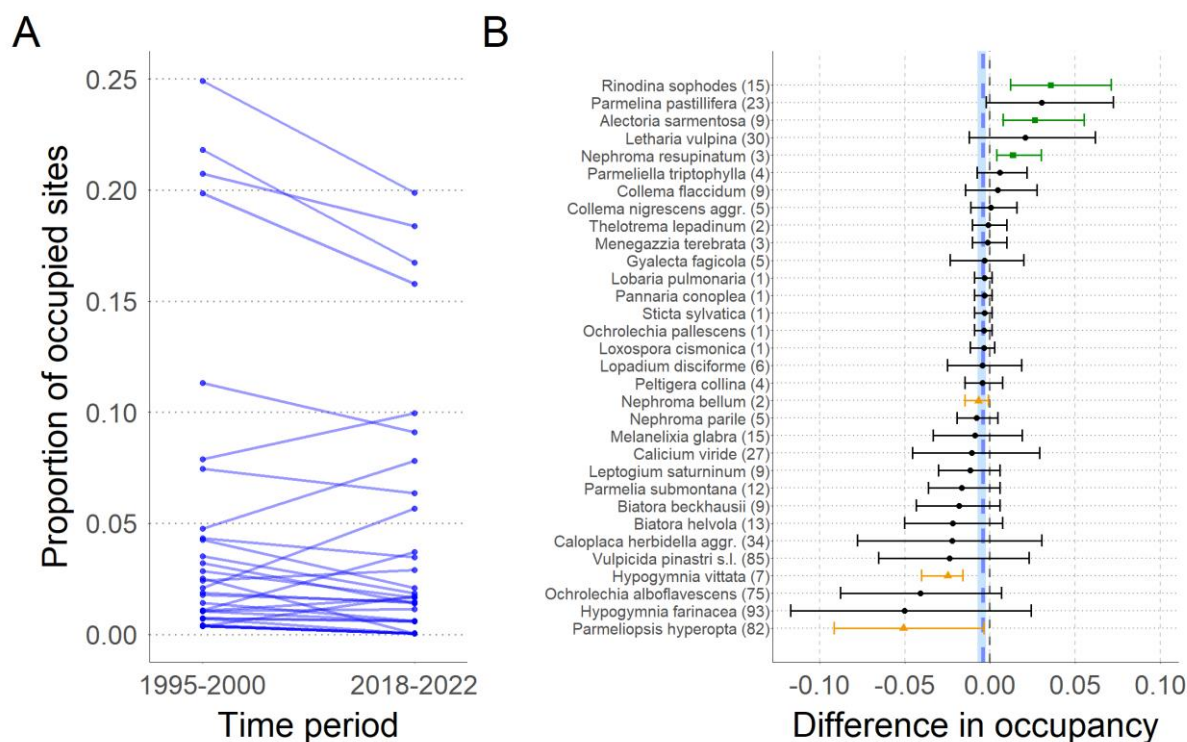 A
Proportion of occupied sites
0.25
0.20
0.15
0.10
0.05
0.00
1995-2000
2018-2022
Time period
B
Rinodina sophodes (15)
Parmelina pastillifera (23)
Alectoria sarmentosa (9)
Letharia vulpina (30)
Nephroma resupinatum (3)
Parmeliella triptophylla (4)
Collema flaccidum (9)
Collema nigrescens aggr. (5)
Thelotrema lepadinum (2)
Menegazzia terebrata (3)
Gyalecta fagicola (5)
Lobaria pulmonaria (1)
Pannaria conoplea (1)
Sticta sylvatica (1)
Ochrolechia pallescens (1)
Loxospora cismonica (1)
Lopadium disciforme (6)
Peltigera collina (4)
Nephroma bellum (2)
Nephroma parile (5)
Melanelixia glabra (15)
Calicium viride (27)
Leptogium saturninum (9)
Parmelia submontana (12)
Biatora beckhausii (9)
Biatora helvola (13)
Caloplaca herbidella aggr. (34)
Vulpicida pinastri s.l. (85)
Hypogymnia vittata (7)
Ochrolechia alboflavescens (75)
Hypogymnia farinacea (93)
Parmeliopsis hyperopta (82)
-0.10
-0.05
0.00
0.05
0.10
Difference in occupancy